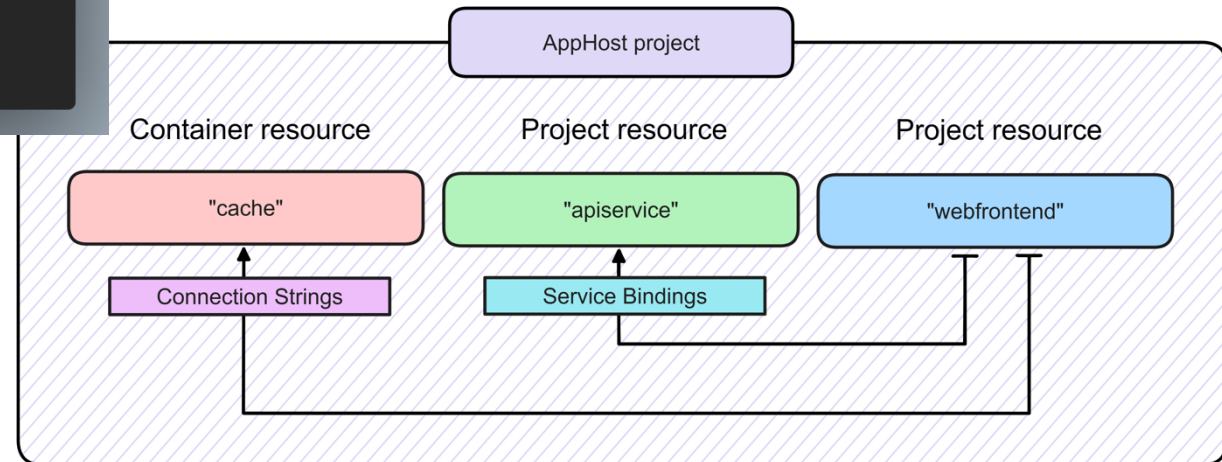 AppHost project
Container resource
Project resource
Project resource
"cache"
"apiservice"
"webfrontend"
Connection Strings
Service Bindings